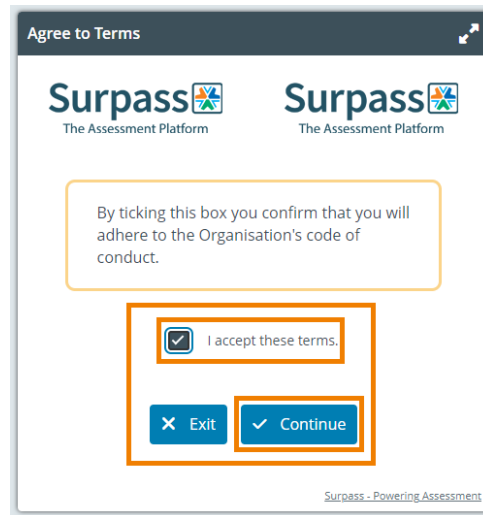 Agree to Terms
Surpass Surpass
The Assessment Platform The Assessment Platform
By ticking this box you confirm that you will
adhere to the Organisation's code of
conduct.
I accept these terms.
Exit Continue
Surpass - Powering Assessment